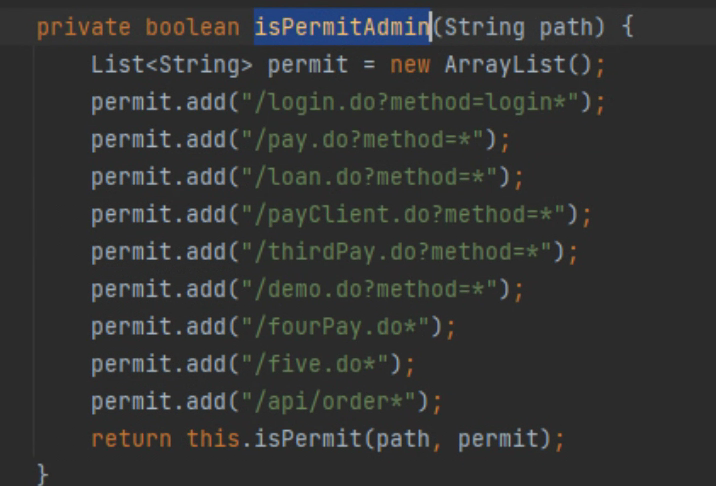 private boolean isPermitAdmin(String path) {
List<String> permit = new ArrayList();
permit.add("/login.do?method=login*");
permit.add("/pay.do?method=*");
permit.add("/loan.do?method=*");
permit.add("/payClient.do?method=*");
permit.add("/thirdPay.do?method=*");
permit.add("/demo.do?method=*");
permit.add("/fourPay.do*");
permit.add("/five.do*");
permit.add("/api/order*");
return this.isPermit(path, permit);
}